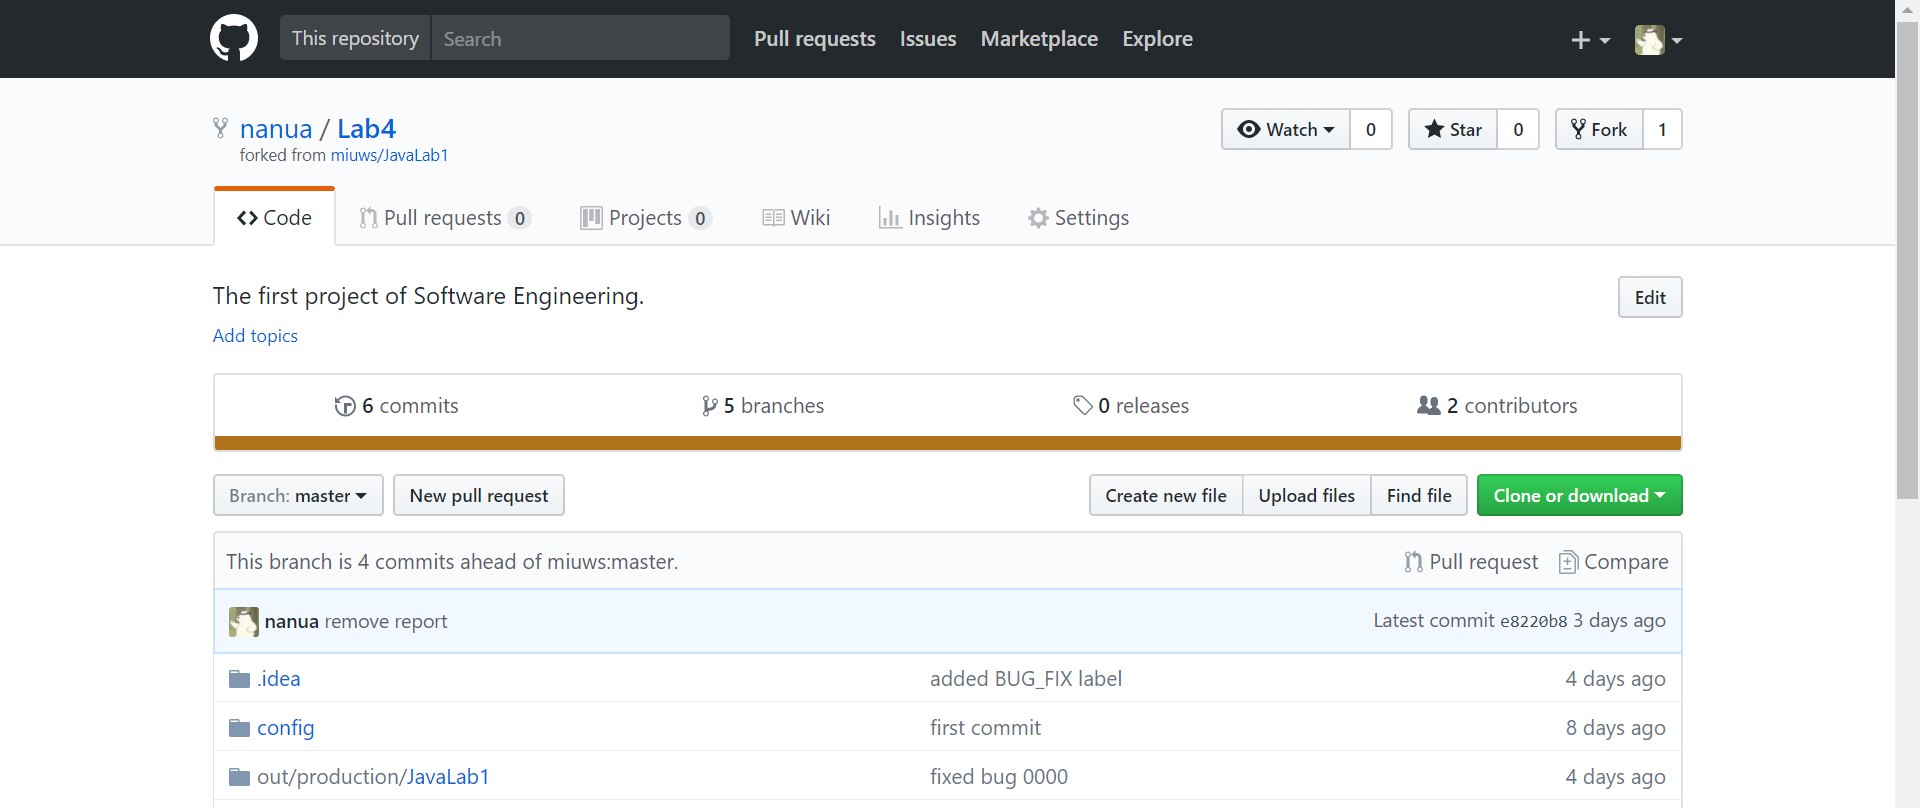 This repository Search Pull requests Issues Marketplace Explore
nanua / Lab4 Watch 0 Star 0 Fork 1
forked from miuws/JavaLab1
Code Pull requests 0 Projects 0 Wiki Insights Settings
The first project of Software Engineering. Edit
Add topics
6 commits 5 branches 0 releases 2 contributors
Branch: master New pull request Create new file Upload files Find file Clone or download
This branch is 4 commits ahead of miuws:master. Pull request Compare
nanua remove report Latest commit e8220b8 3 days ago
.idea added BUG_FIX label 4 days ago
config first commit 8 days ago
out/production/JavaLab1 fixed bug 0000 4 days ago